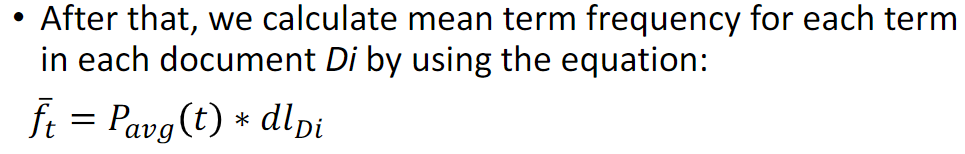 • After that, we calculate mean term frequency for each term
in each document Di by using the equation:
f̄ₜ = Pₐᵥg(t) * dl_Di